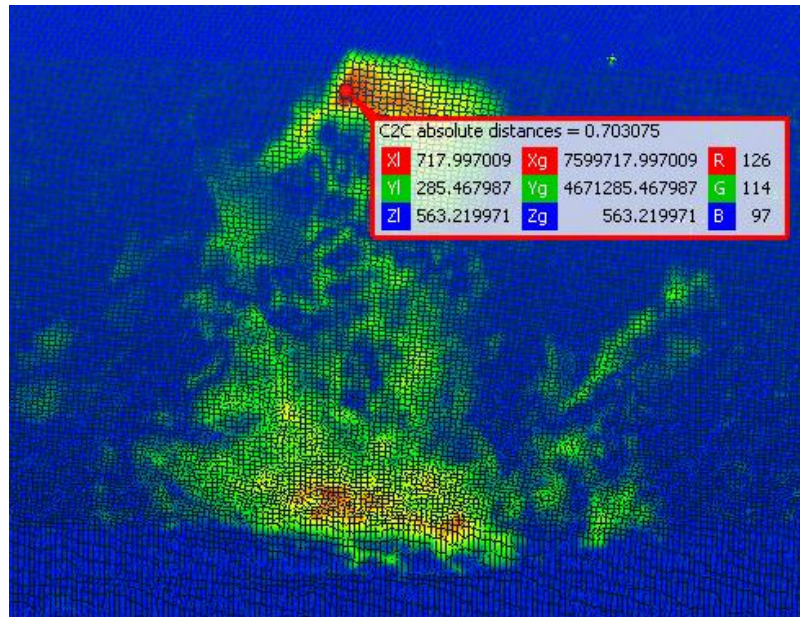 C2C absolute distances = 0.703075
Xl 717.997009 Xg 7599717.997009 R 126
Yl 285.467987 Yg 4671285.467987 G 114
Zl 563.219971 Zg 563.219971 B 97